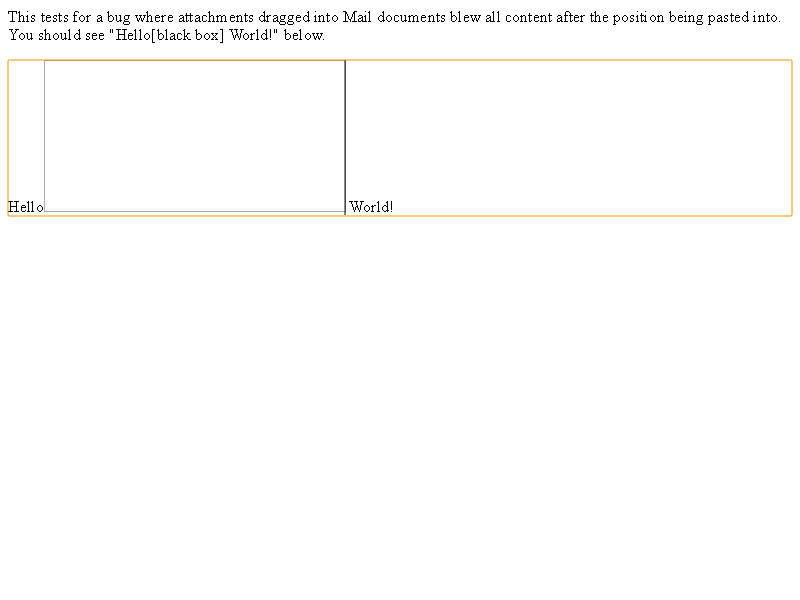 This tests for a bug where attachments dragged into Mail documents blew all content after the position being pasted into.
You should see "Hello[black box] World!" below.
Hello World!